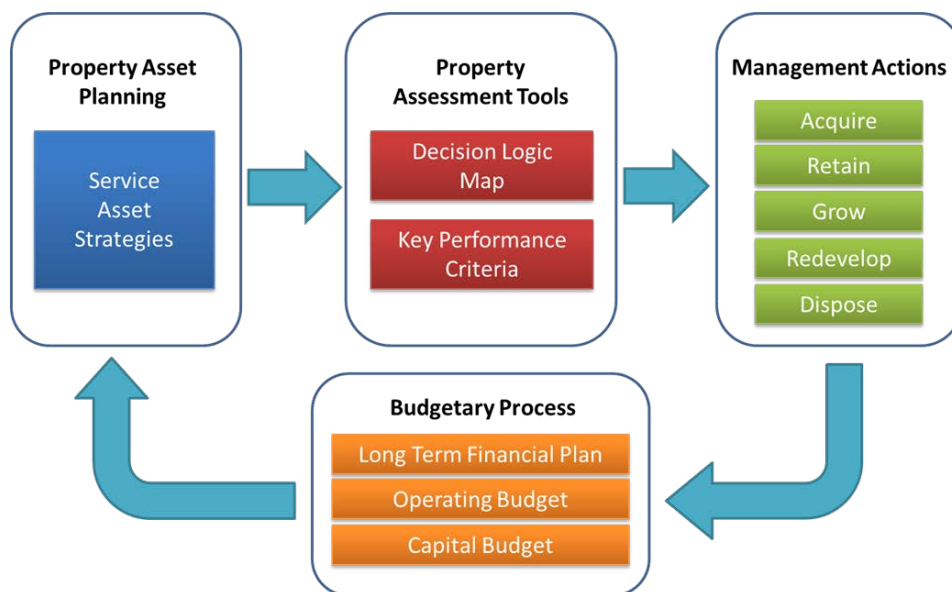 Property Asset
Planning
Service
Asset
Strategies
Property
Assessment Tools
Decision Logic
Map
Key Performance
Criteria
Management Actions
Acquire
Retain
Grow
Redevelop
Dispose
Budgetary Process
Long Term Financial Plan
Operating Budget
Capital Budget